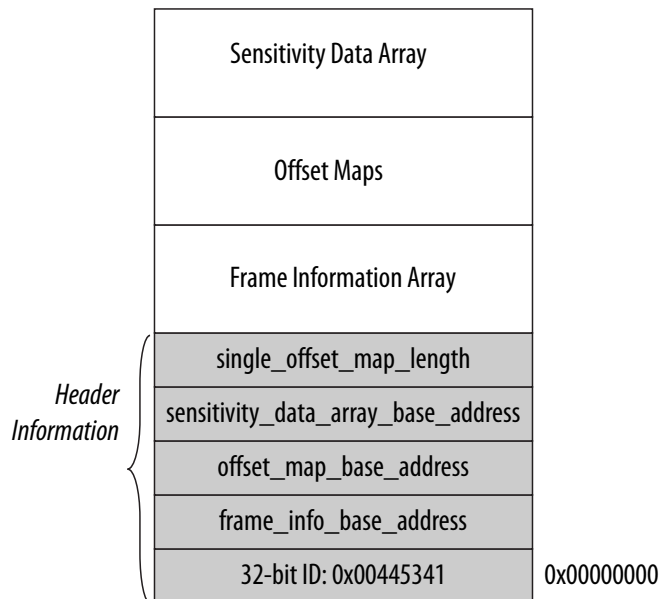 Sensitivity Data Array
Offset Maps
Frame Information Array
single_offset_map_length
Header
Information
sensitivity_data_array_base_address
offset_map_base_address
frame_info_base_address
32-bit ID: 0x00445341 0x00000000